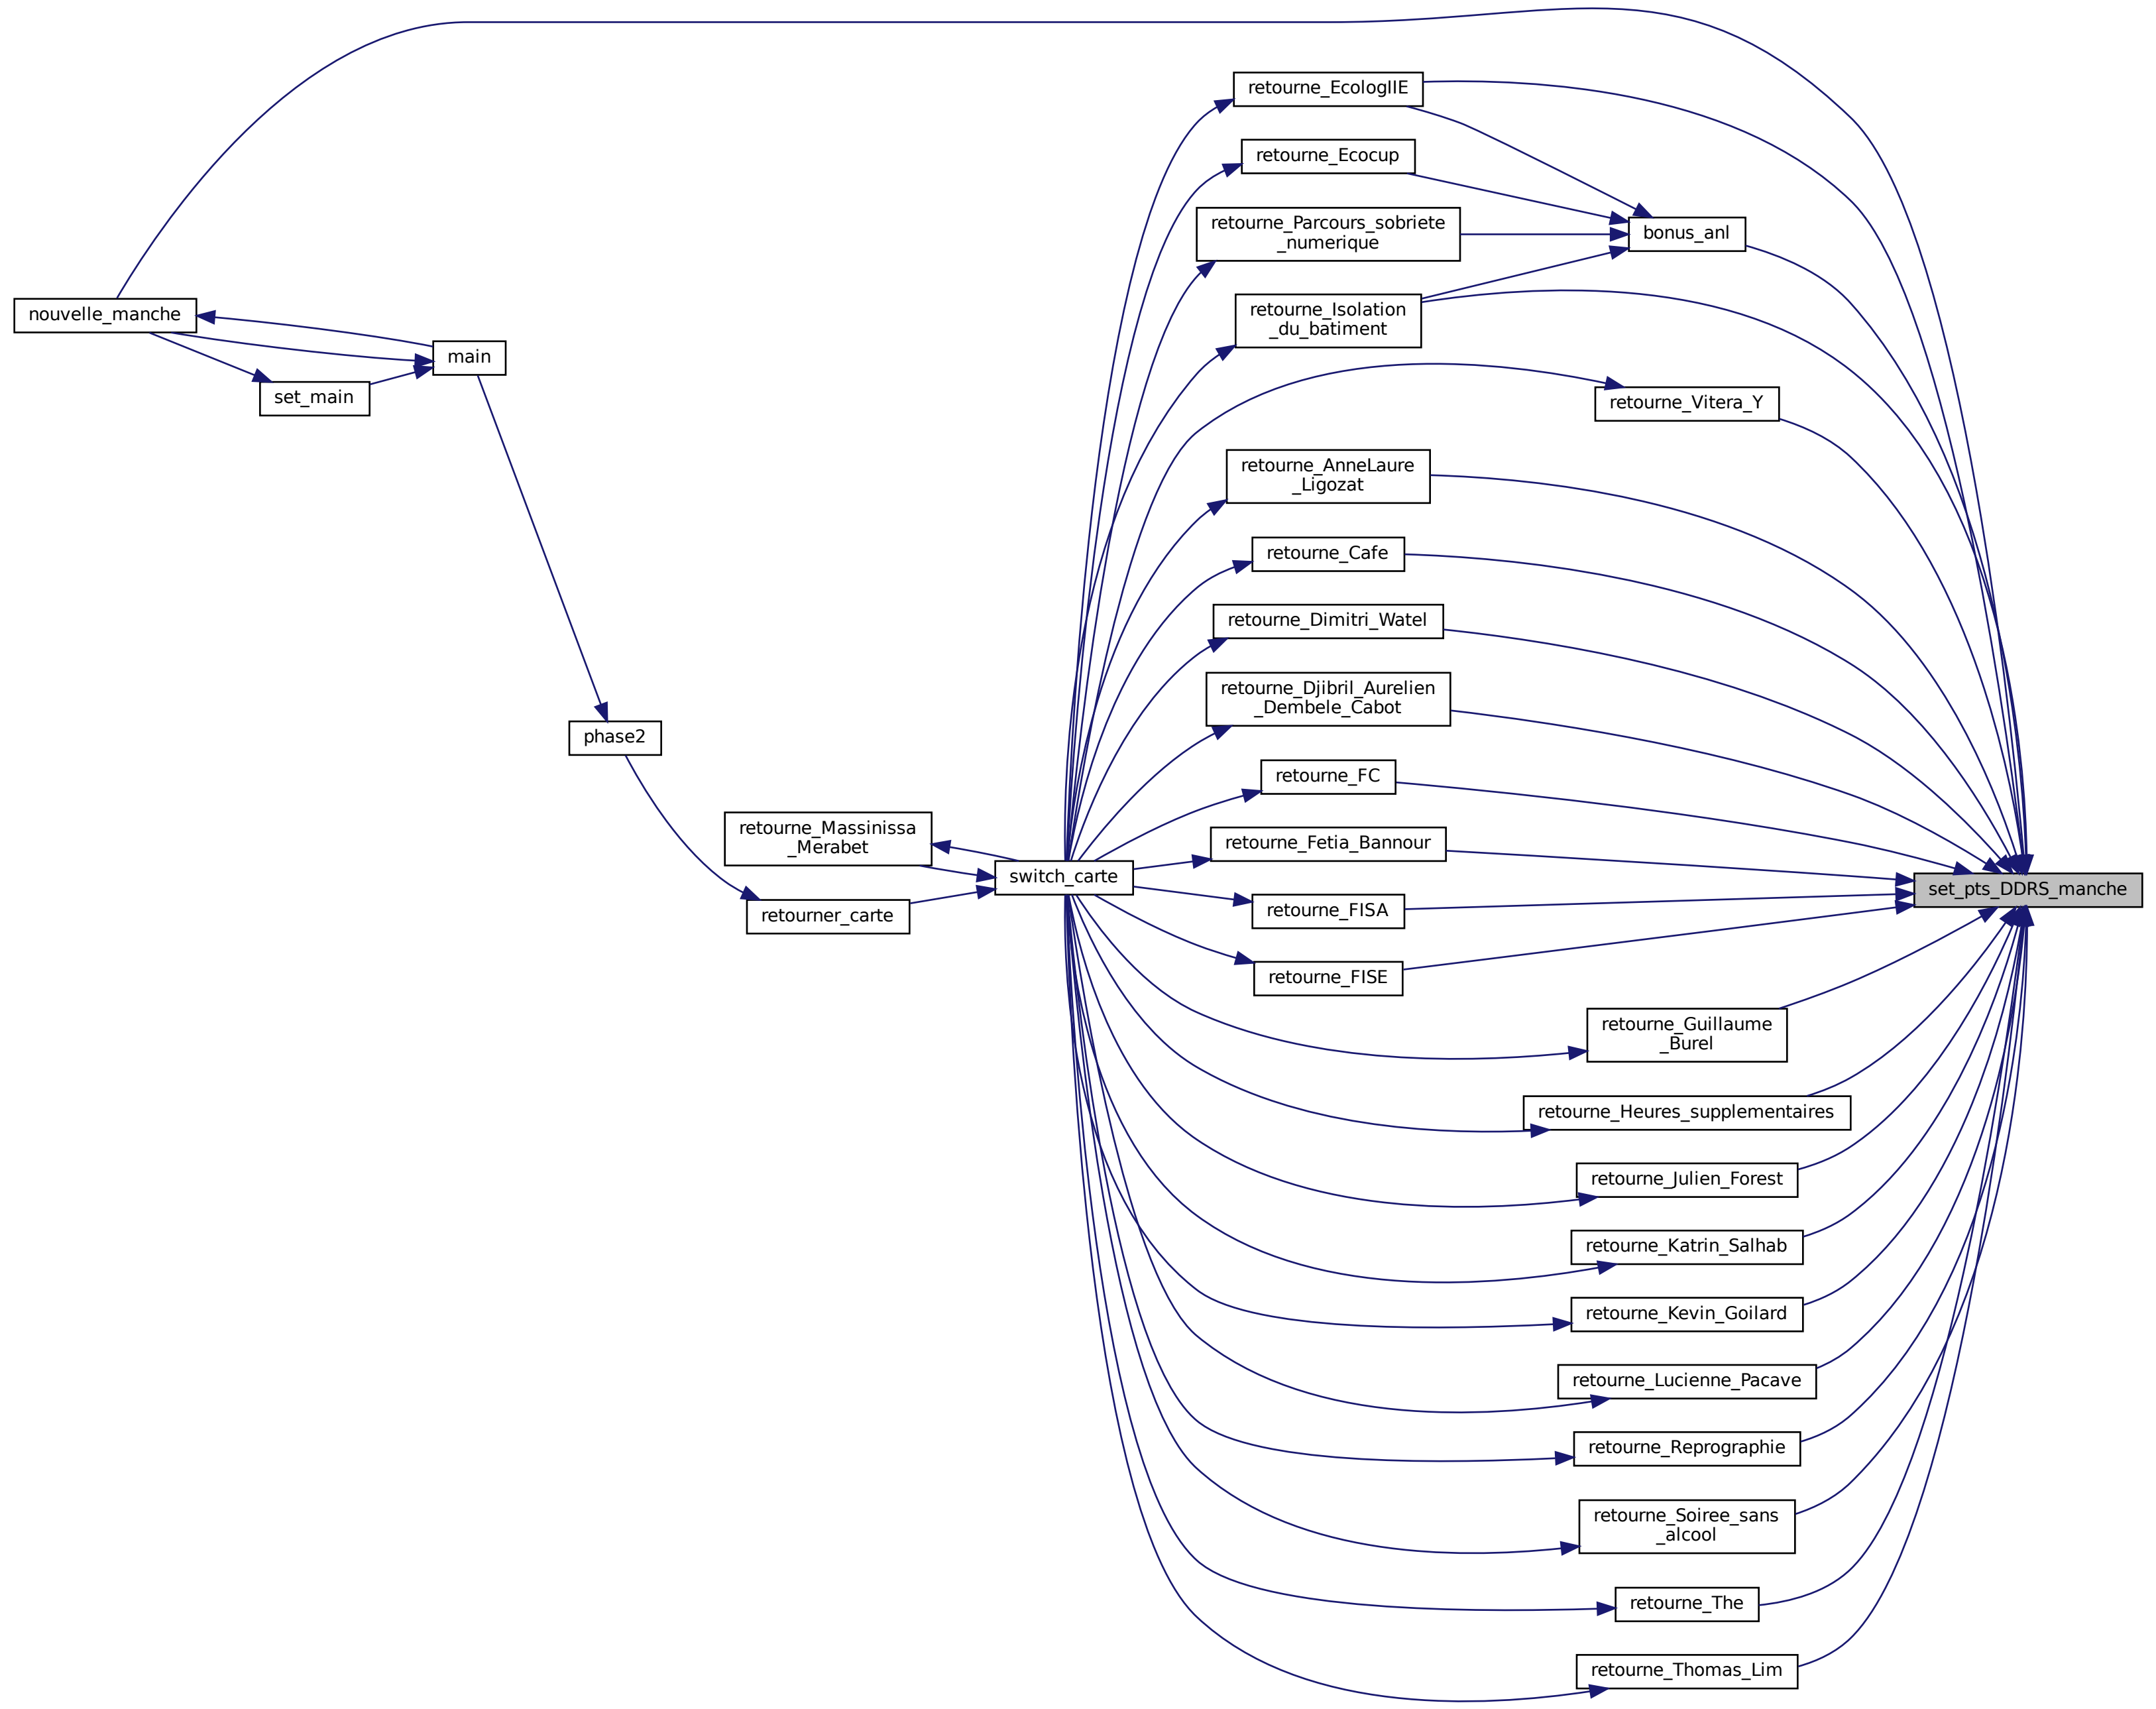 retourne_EcologIIE
retourne_Ecocup
retourne_Parcours_sobriete
_numerique
bonus_anl
retourne_Isolation
_du_batiment
nouvelle_manche
main
set_main
retourne_Vitera_Y
retourne_AnneLaure
_Ligozat
retourne_Cafe
retourne_Dimitri_Watel
retourne_Djibril_Aurelien
_Dembele_Cabot
phase2
retourne_FC
retourne_Massinissa
_Merabet
retourne_Fetia_Bannour
switch_carte
set_pts_DDRS_manche
retourner_carte
retourne_FISA
retourne_FISE
retourne_Guillaume
_Burel
retourne_Heures_supplementaires
retourne_Julien_Forest
retourne_Katrin_Salhab
retourne_Kevin_Goilard
retourne_Lucienne_Pacave
retourne_Reprographie
retourne_Soiree_sans
_alcool
retourne_The
retourne_Thomas_Lim